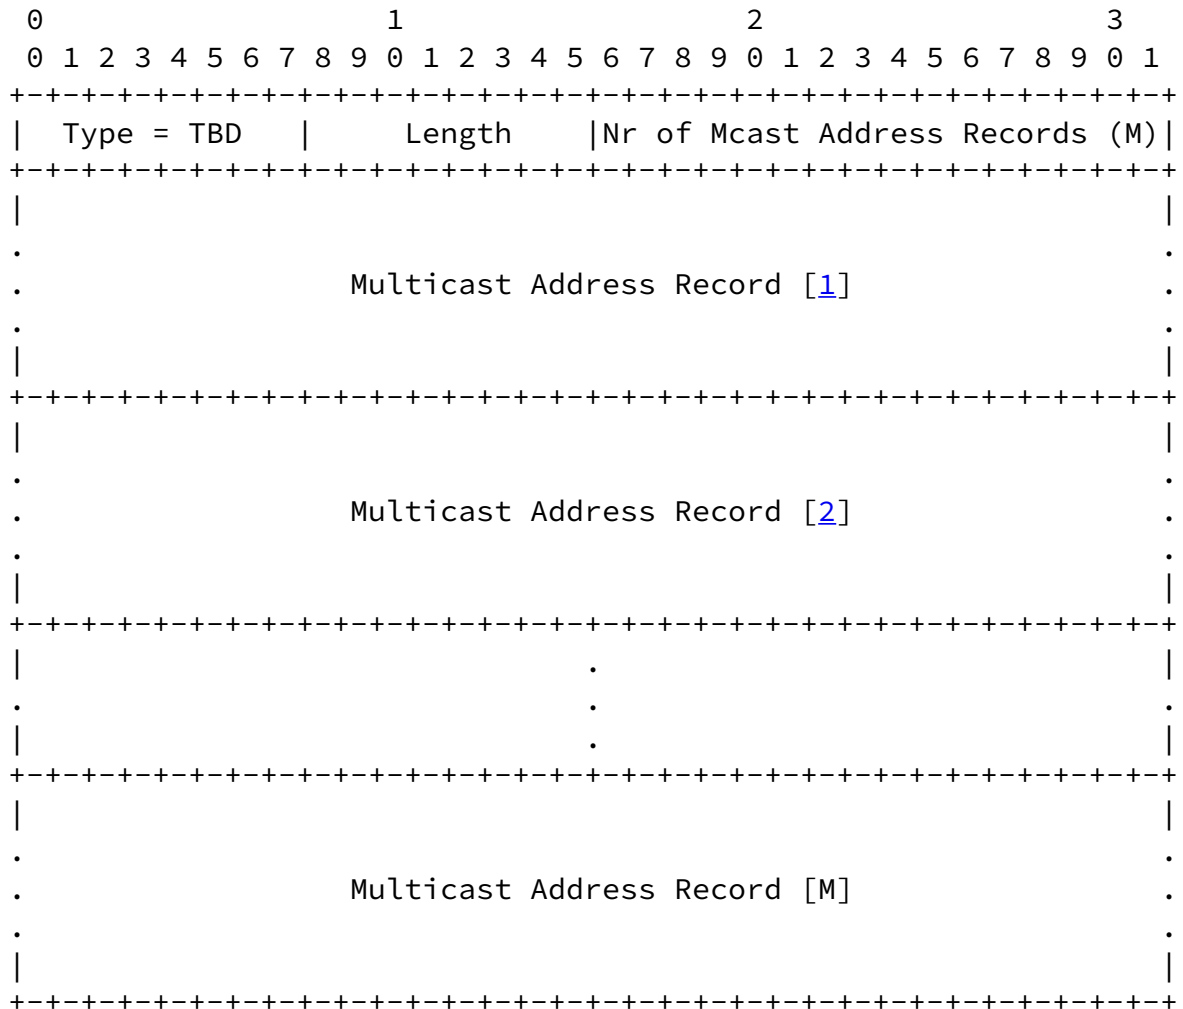 0                   1                   2                   3
 0 1 2 3 4 5 6 7 8 9 0 1 2 3 4 5 6 7 8 9 0 1 2 3 4 5 6 7 8 9 0 1
+-+-+-+-+-+-+-+-+-+-+-+-+-+-+-+-+-+-+-+-+-+-+-+-+-+-+-+-+-+-+-+-+
|  Type = TBD   |     Length    |Nr of Mcast Address Records (M)|
+-+-+-+-+-+-+-+-+-+-+-+-+-+-+-+-+-+-+-+-+-+-+-+-+-+-+-+-+-+-+-+-+
|                                                               |
.                                                               .
.                  Multicast Address Record [1]                 .
.                                                               .
|                                                               |
+-+-+-+-+-+-+-+-+-+-+-+-+-+-+-+-+-+-+-+-+-+-+-+-+-+-+-+-+-+-+-+-+
|                                                               |
.                                                               .
.                  Multicast Address Record [2]                 .
.                                                               .
|                                                               |
+-+-+-+-+-+-+-+-+-+-+-+-+-+-+-+-+-+-+-+-+-+-+-+-+-+-+-+-+-+-+-+-+
|                               .                               |
.                               .                               .
|                               .                               |
+-+-+-+-+-+-+-+-+-+-+-+-+-+-+-+-+-+-+-+-+-+-+-+-+-+-+-+-+-+-+-+-+
|                                                               |
.                                                               .
.                  Multicast Address Record [M]                 .
.                                                               .
|                                                               |
+-+-+-+-+-+-+-+-+-+-+-+-+-+-+-+-+-+-+-+-+-+-+-+-+-+-+-+-+-+-+-+-+